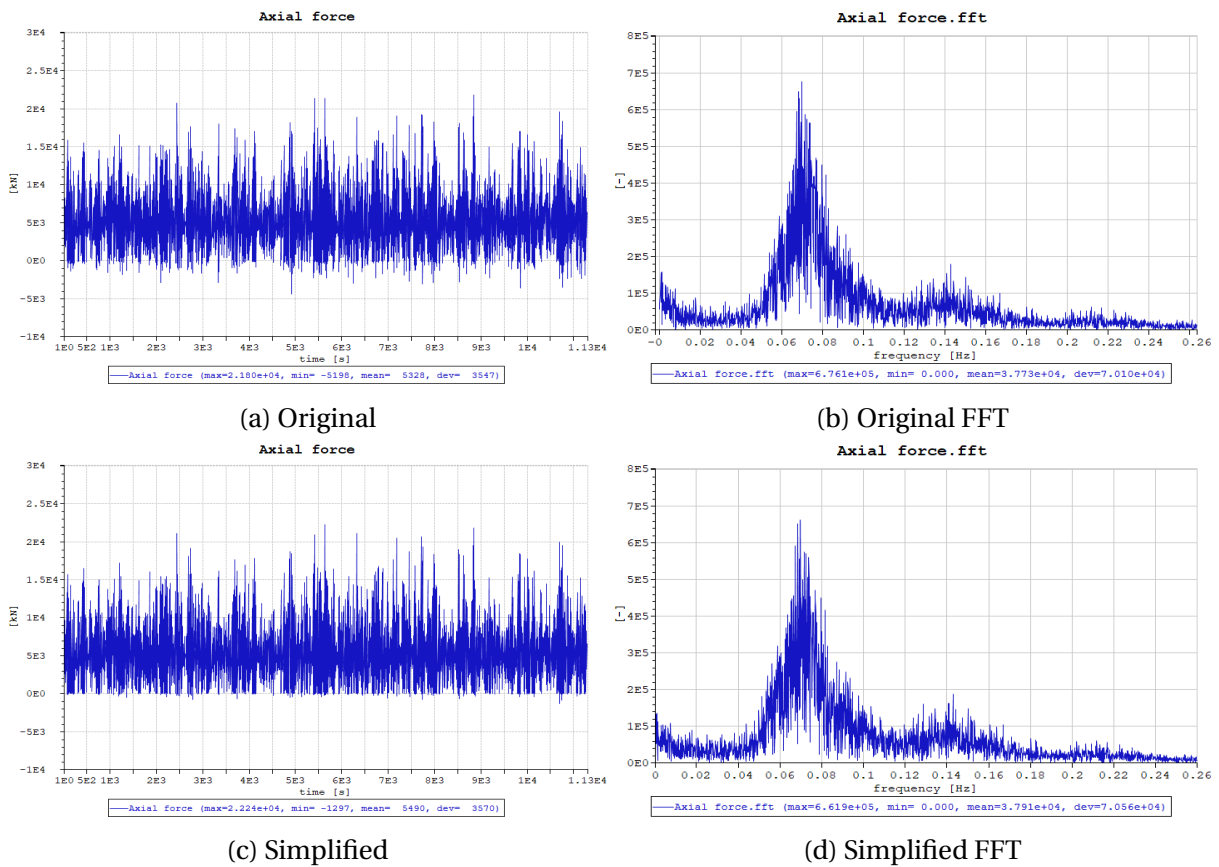 Axial force
3E4
2.5E4
2E4
1.5E4
1E4
5E3
0E0
-5E3
-1E4
[kN]
1E0 5E2 1E3 2E3 3E3 4E3 5E3 6E3 7E3 8E3 9E3 1E4 1.13E4
time [s]
Axial force (max=2.180e+04, min= -5198, mean= 5328, dev= 3547)
(a) Original
Axial force.fft
8E5
7E5
6E5
5E5
4E5
3E5
2E5
1E5
0E0
[-]
-0 0.02 0.04 0.06 0.08 0.1 0.12 0.14 0.16 0.18 0.2 0.22 0.24 0.26
frequency [Hz]
Axial force.fft (max=6.761e+05, min= 0.000, mean=3.773e+04, dev=7.010e+04)
(b) Original FFT
Axial force
3E4
2.5E4
2E4
1.5E4
1E4
5E3
0E0
-5E3
-1E4
[kN]
1E0 5E2 1E3 2E3 3E3 4E3 5E3 6E3 7E3 8E3 9E3 1E4 1.13E4
time [s]
Axial force (max=2.224e+04, min= -1297, mean= 5490, dev= 3570)
(c) Simplified
Axial force.fft
8E5
7E5
6E5
5E5
4E5
3E5
2E5
1E5
0E0
[-]
0 0.02 0.04 0.06 0.08 0.1 0.12 0.14 0.16 0.18 0.2 0.22 0.24 0.26
frequency [Hz]
Axial force.fft (max=6.619e+05, min= 0.000, mean=3.791e+04, dev=7.056e+04)
(d) Simplified FFT